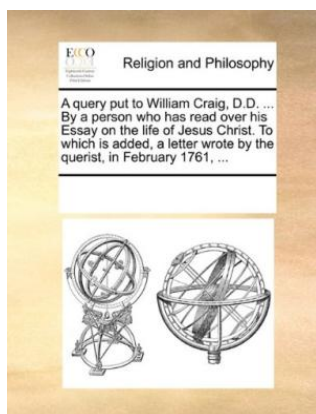 ECCO
Religion and Philosophy
A query put to William Craig, D.D. ...
By a person who has read over his
Essay on the life of Jesus Christ. To
which is added, a letter wrote by the
querist, in February 1761, ...